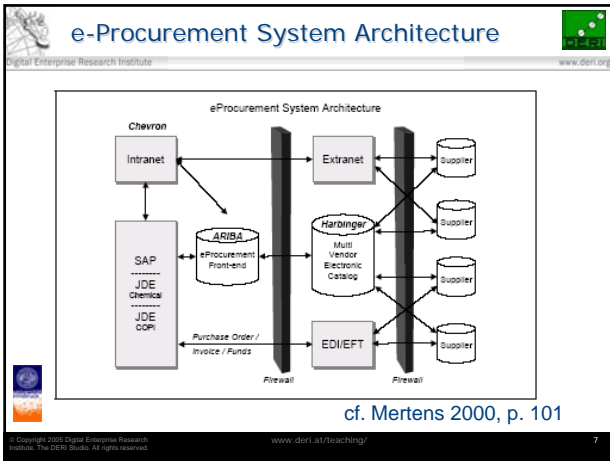 e-Procurement System Architecture
DERI
Digital Enterprise Research Institute
www.deri.org
eProcurement System Architecture
Chevron
Intranet
Extranet
Supplier
Supplier
ARIBA
eProcurement
Front-end
Harbinger
Multi
Vendor
Electronic
Catalog
SAP
--------
JDE
Chemical
--------
JDE
COPI
Supplier
Purchase Order /
Invoice / Funds
EDI/EFT
Supplier
Firewall
Firewall
cf. Mertens 2000, p. 101
© Copyright 2005 Digital Enterprise Research
Institute. The DERI Studio. All rights reserved.
www.deri.at/teaching/
7